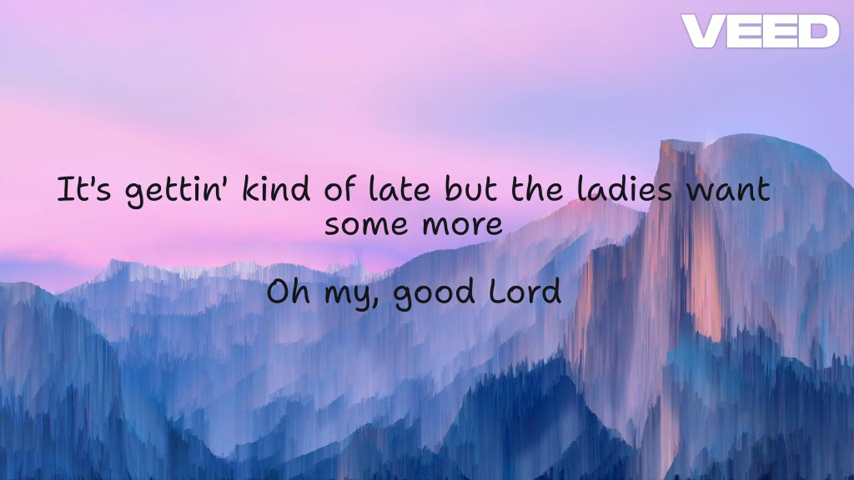 VEED
It's gettin' kind of late but the ladies want
some more
Oh my, good Lord